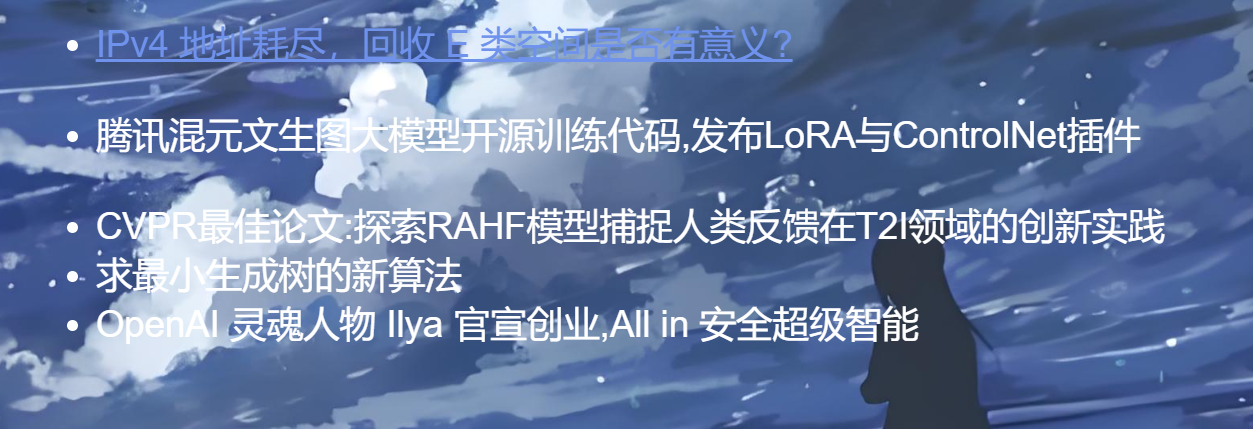 IPv4 地址耗尽，回收 E 类空间是否有意义？
腾讯混元文生图大模型开源训练代码,发布LoRA与ControlNet插件
CVPR最佳论文:探索RAHF模型捕捉人类反馈在T2I领域的创新实践
求最小生成树的新算法
OpenAI 灵魂人物 Ilya 官宣创业,All in 安全超级智能